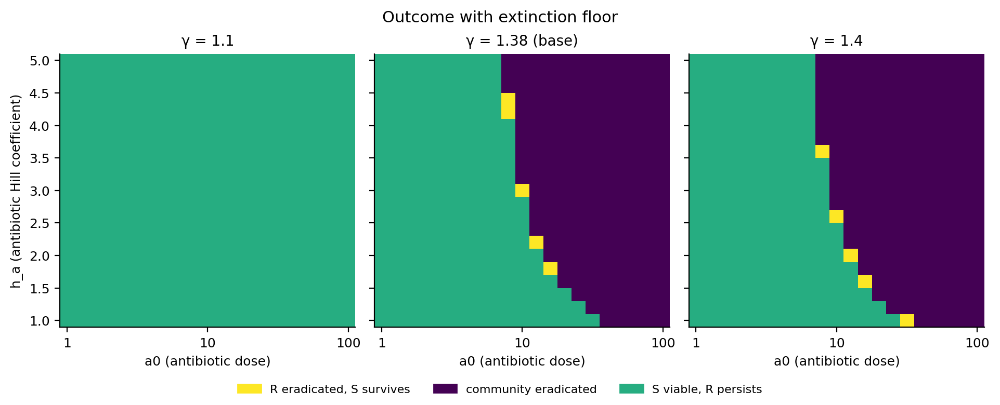 Outcome with extinction floor
γ = 1.1
γ = 1.38 (base)
γ = 1.4
h_a (antibiotic Hill coefficient)
5.0
4.5
4.0
3.5
3.0
2.5
2.0
1.5
1.0
1 10 100
1 10 100
1 10 100
a0 (antibiotic dose)
a0 (antibiotic dose)
a0 (antibiotic dose)
R eradicated, S survives
community eradicated
S viable, R persists